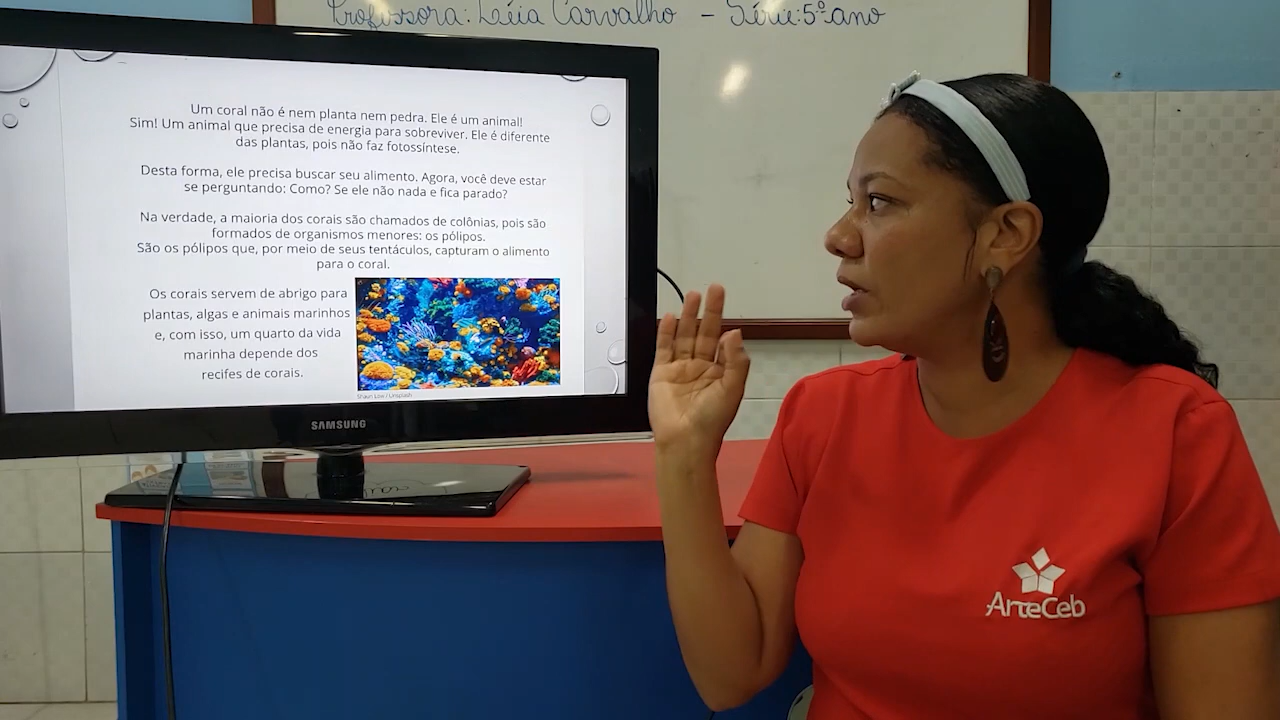 Professora: Léia Carvalho - Série: 5º ano
Um coral não é nem planta nem pedra. Ele é um animal!
Sim! Um animal que precisa de energia para sobreviver. Ele é diferente
das plantas, pois não faz fotossíntese.
Desta forma, ele precisa buscar seu alimento. Agora, você deve estar
se perguntando: Como? Se ele não nada e fica parado?
Na verdade, a maioria dos corais são chamados de colônias, pois são
formados de organismos menores: os pólipos.
São os pólipos que, por meio de seus tentáculos, capturam o alimento
para o coral.
Os corais servem de abrigo para
plantas, algas e animais marinhos
e, com isso, um quarto da vida
marinha depende dos
recifes de corais.
Shaun Low / Unsplash
SAMSUNG
ArteCeb